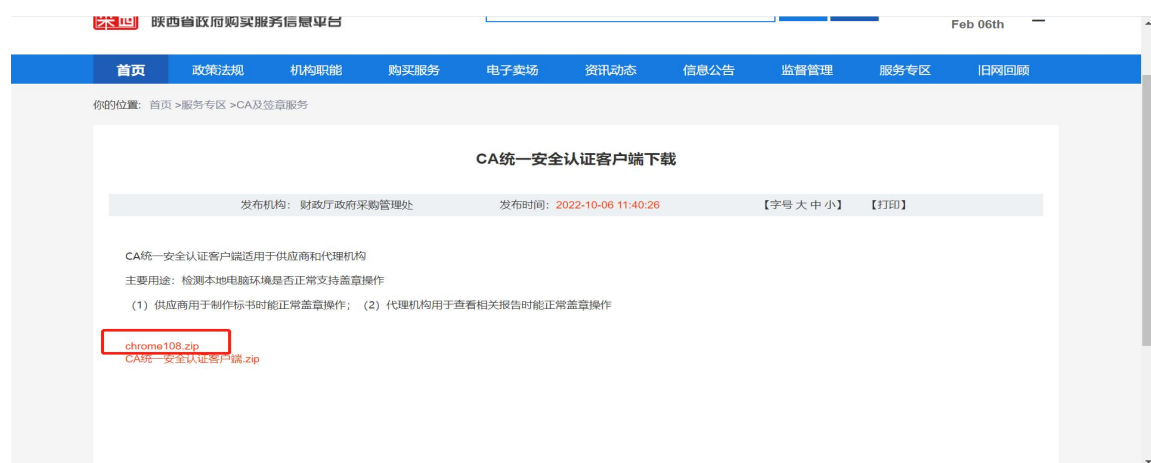 陕西省政府购买服务信息平台
Feb 06th
首页 政策法规 机构职能 购买服务 电子卖场 资讯动态 信息公告 监督管理 服务专区 旧网回顾
你的位置: 首页 >服务专区 >CA及签章服务
CA统一安全认证客户端下载
发布机构: 财政厅政府采购管理处 发布时间: 2022-10-06 11:40:26 【字号 大 中 小】 【打印】
CA统一安全认证客户端适用于供应商和代理机构
主要用途: 检测本地电脑环境是否正常支持盖章操作
（1）供应商用于制作标书时能正常盖章操作; （2）代理机构用于查看相关报告时能正常盖章操作
chrome108.zip
CA统一安全认证客户端.zip